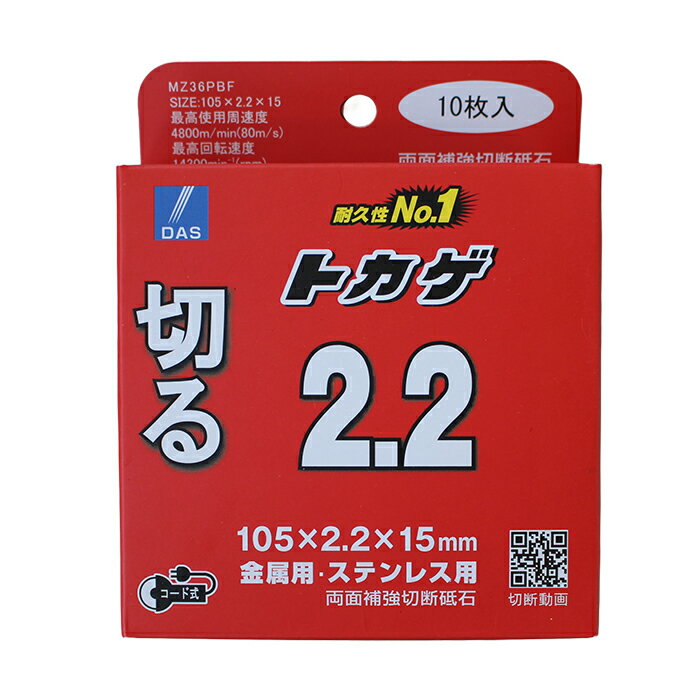 MZ36PBF
SIZE:105×2.2×15
最高使用周速度
4800m/min(80m/s)
最高回転速度
10枚入
両面補強切断砥石
DAS
耐久性No.1
トカゲ
切る
2.2
105×2.2×15mm
金属用・ステンレス用
両面補強切断砥石
コード式
切断動画